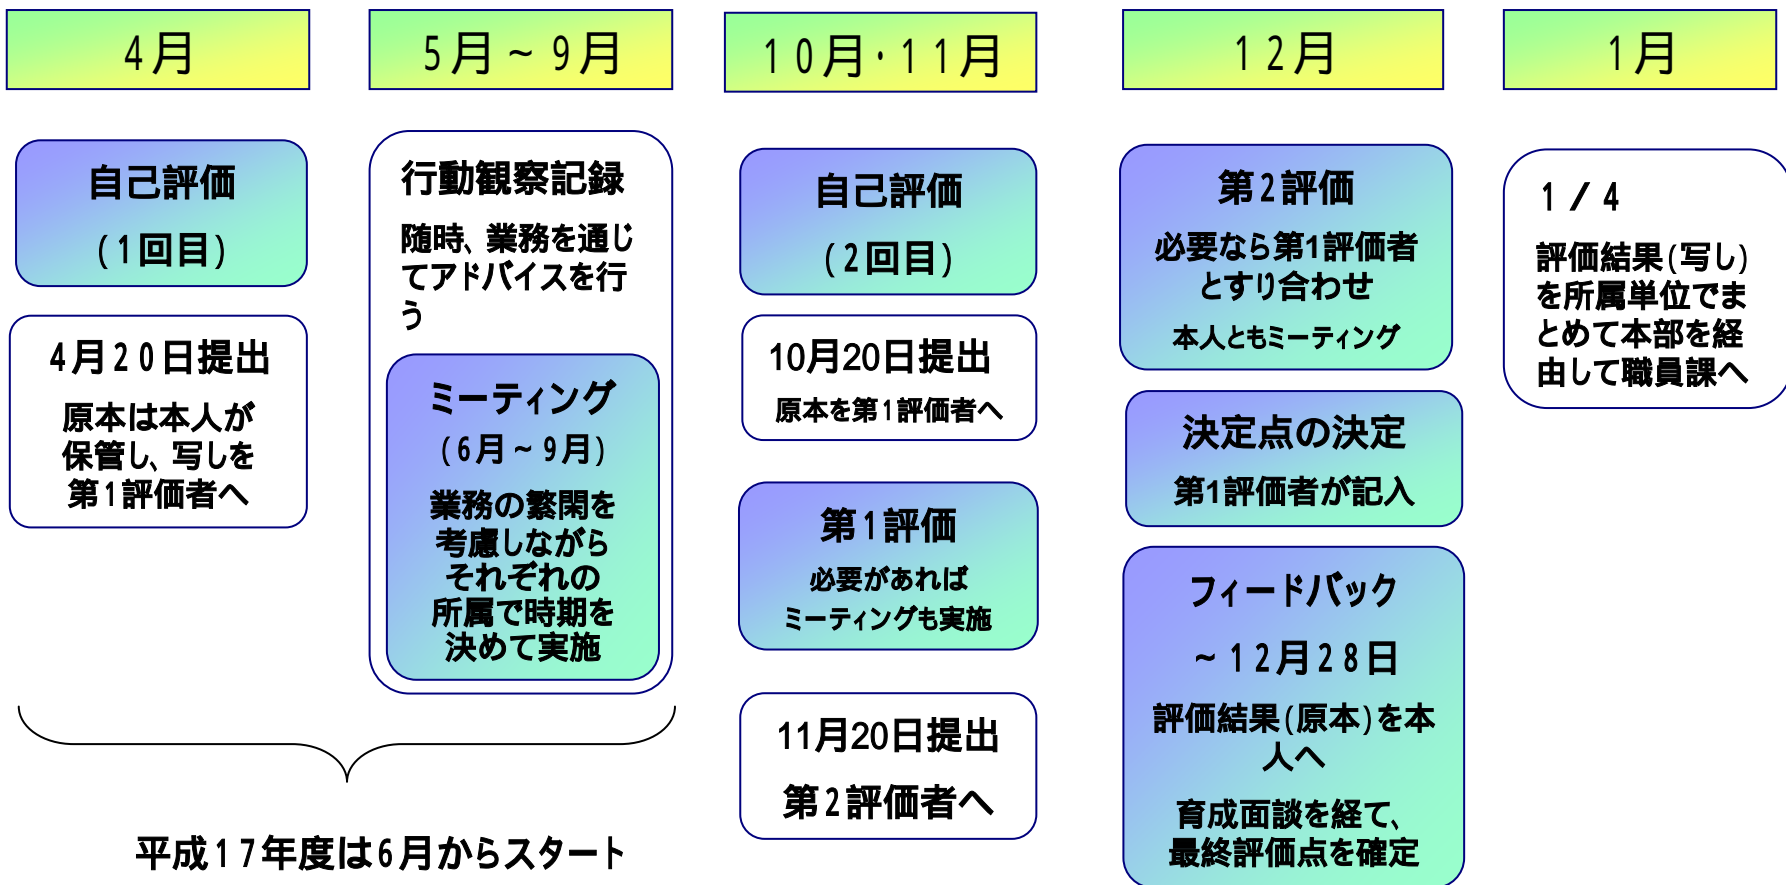 4月
5月~9月
10月・11月
12月
1月
自己評価
(1回目)
4月20日提出
原本は本人が
保管し、写しを
第1評価者へ
行動観察記録
随時、業務を通じ
てアドバイスを行
う
ミーティング
(6月~9月)
業務の繁閑を
考慮しながら
それぞれの
所属で時期を
決めて実施
平成17年度は6月からスタート
自己評価
(2回目)
10月20日提出
原本を第1評価者へ
第1評価
必要があれば
ミーティングも実施
11月20日提出
第2評価者へ
第2評価
必要なら第1評価者
とすり合わせ
本人ともミーティング
決定点の決定
第1評価者が記入
フィードバック
~12月28日
評価結果(原本)を本
人へ
育成面談を経て、
最終評価点を確定
1/4
評価結果(写し)
を所属単位でま
とめて本部を経
由して職員課へ